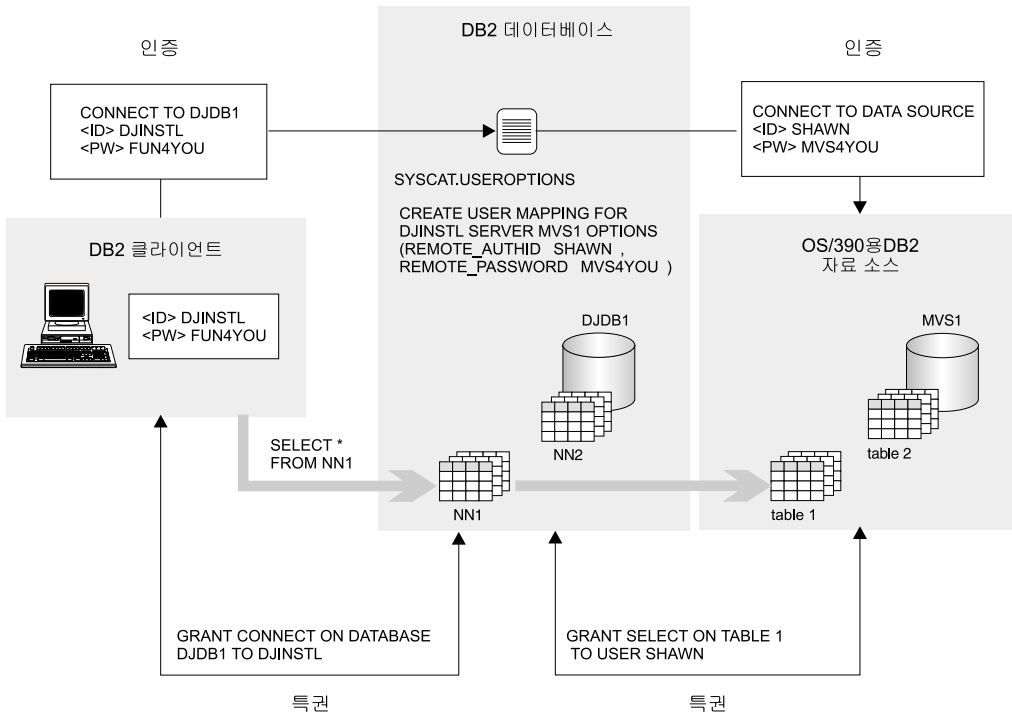 DB2 데이터베이스
인증
인증
CONNECT TO DJDB1
<ID> DJINSTL
<PW> FUN4YOU
CONNECT TO DATA SOURCE
<ID> SHAWN
<PW> MVS4YOU
SYSCAT.USEROPTIONS
CREATE USER MAPPING FOR
DJINSTL SERVER MVS1 OPTIONS
(REMOTE_AUTHID SHAWN ,
REMOTE_PASSWORD MVS4YOU )
DB2 클라이언트
<ID> DJINSTL
<PW> FUN4YOU
OS/390용DB2
자료 소스
DJDB1
MVS1
SELECT *
FROM NN1
NN2
table 2
NN1
table 1
GRANT CONNECT ON DATABASE
DJDB1 TO DJINSTL
GRANT SELECT ON TABLE 1
TO USER SHAWN
특권
특권